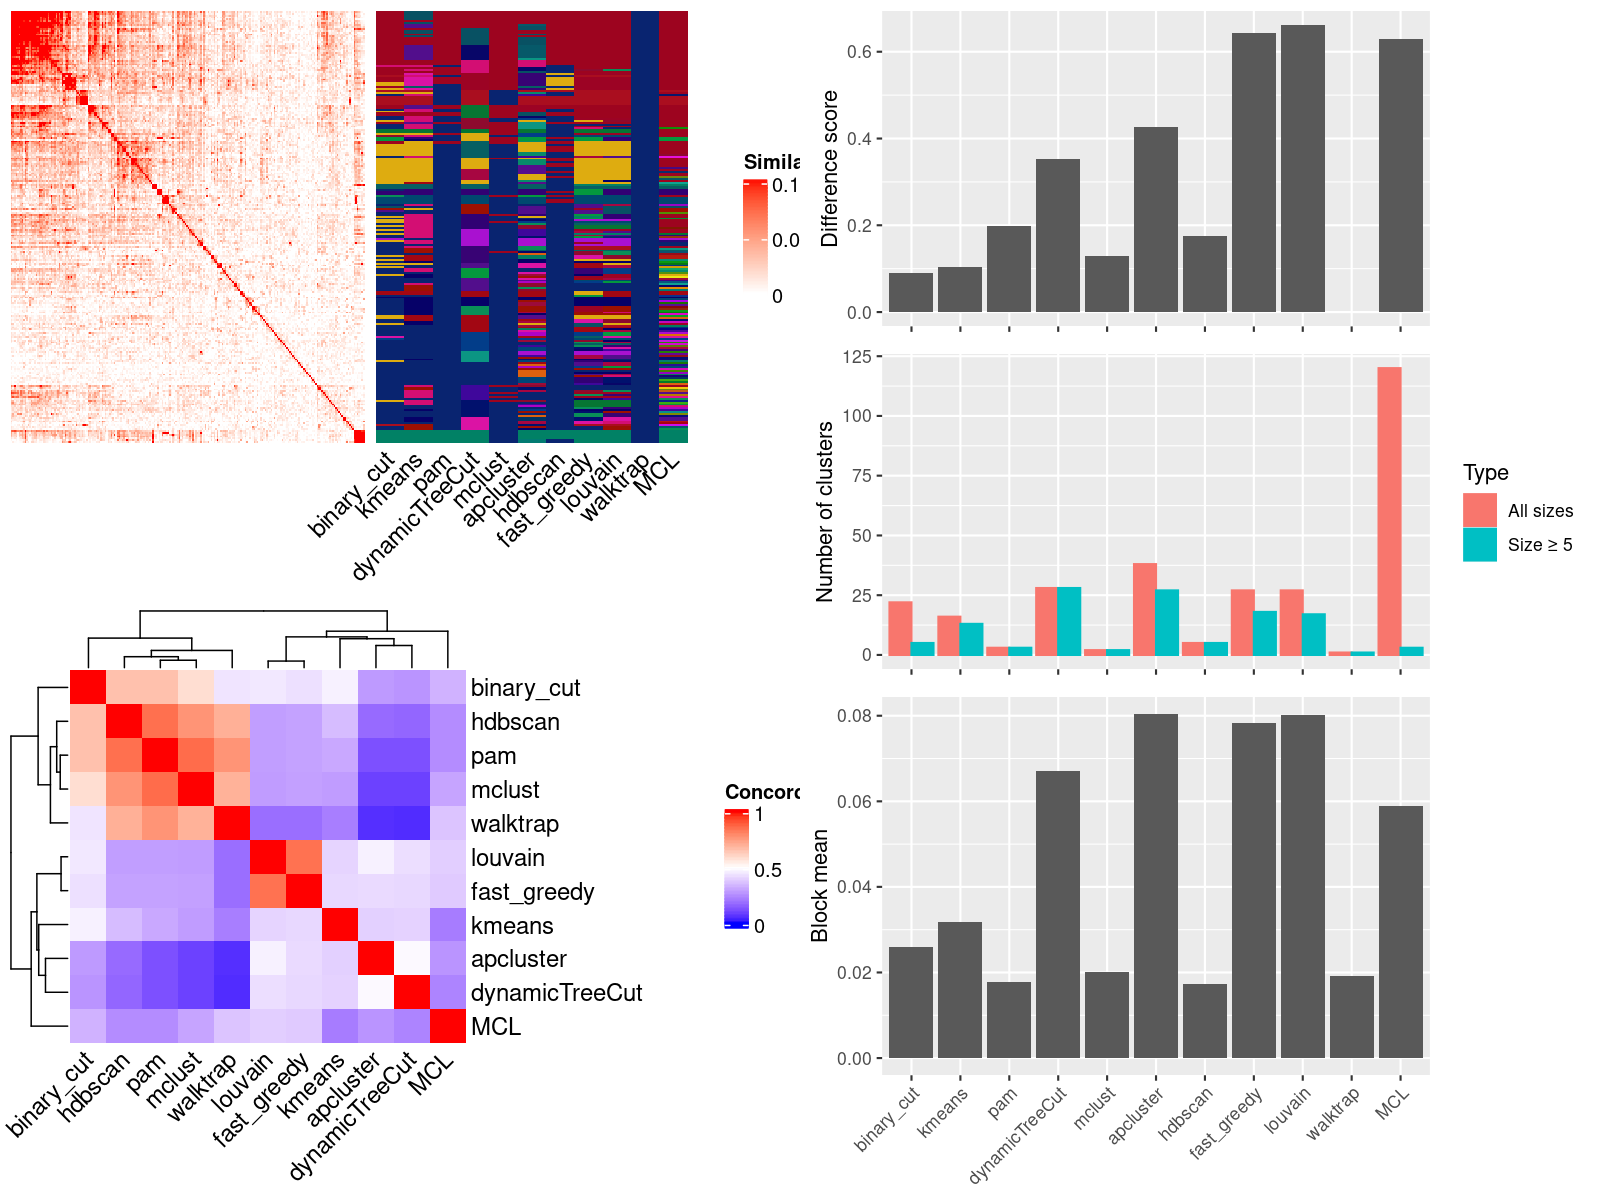 Simila
0.1
0.0
0
binary_cut
kmeans
pam
dynamicTreeCut
mclust
apcluster
hdbscan
fast_greedy
louvain
walktrap
MCL
Difference score
0.6
0.4
0.2
0.0
Number of clusters
125
100
75
50
25
0
Type
All sizes
Size ≥ 5
binary_cut
hdbscan
pam
mclust
walktrap
louvain
fast_greedy
kmeans
apcluster
dynamicTreeCut
MCL
binary_cut
hdbscan
pam
mclust
walktrap
louvain
fast_greedy
kmeans
apcluster
dynamicTreeCut
MCL
Concord
1
0.5
0
Block mean
0.08
0.06
0.04
0.02
0.00
binary_cut
kmeans
pam
dynamicTreeCut
mclust
apcluster
hdbscan
fast_greedy
louvain
walktrap
MCL